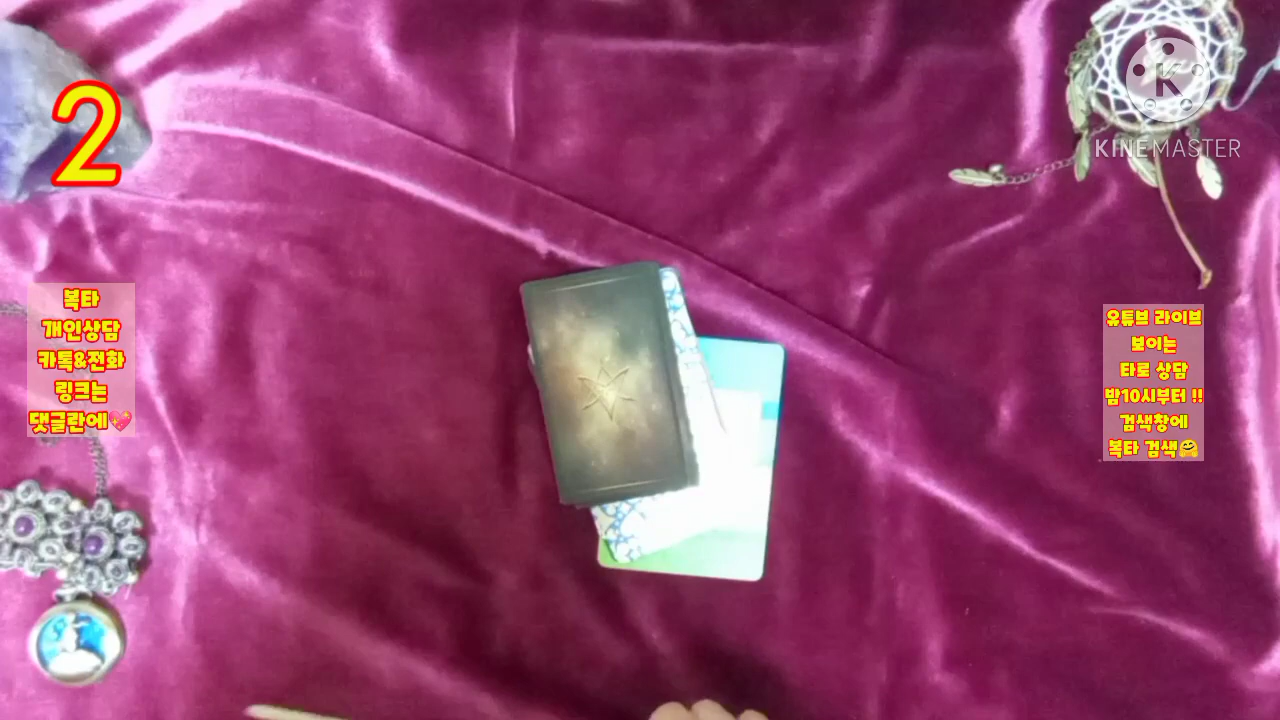 2
KINEMASTER
복타
개인상담
카톡&전화
링크는
댓글란에💖
유튜브 라이브
보이는
타로 상담
밤10시부터 !!
검색창에
복타 검색🤗